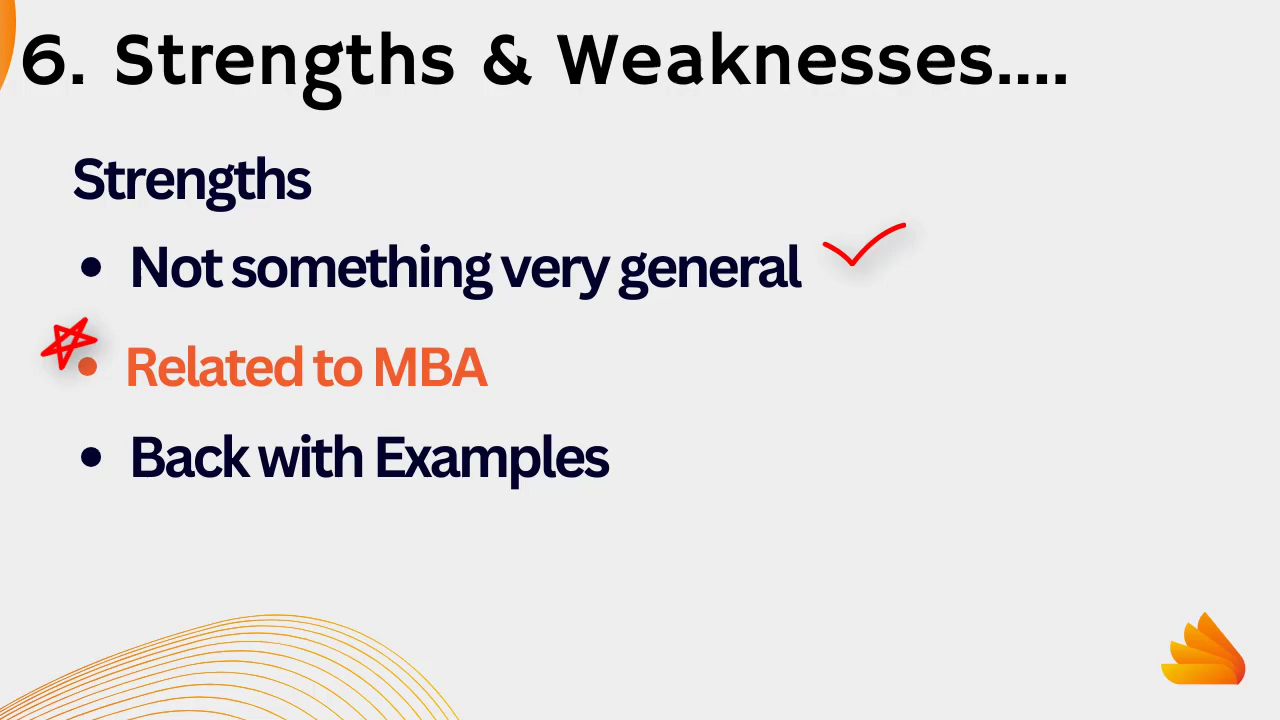 6. Strengths & Weaknesses....
Strengths
• Not something very general
• Related to MBA
• Back with Examples